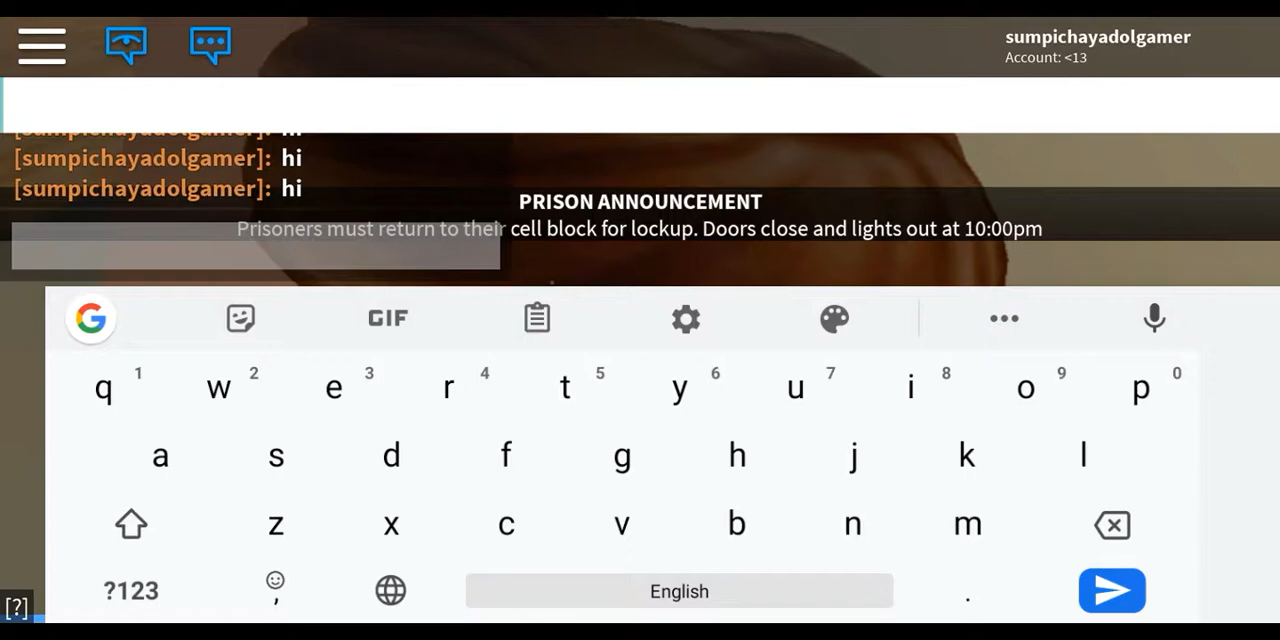 sumpichayadolgamer
Account: <13
[sumpichayadolgamer]: hi
[sumpichayadolgamer]: hi
[sumpichayadolgamer]: hi
PRISON ANNOUNCEMENT
Prisoners must return to their cell block for lockup. Doors close and lights out at 10:00pm
G GIF
q 1 w 2 e 3 r 4 t 5 y 6 u 7 i 8 o 9 p 0
a s d f g h j k l
z x c v b n m
?123 , English .
[?]